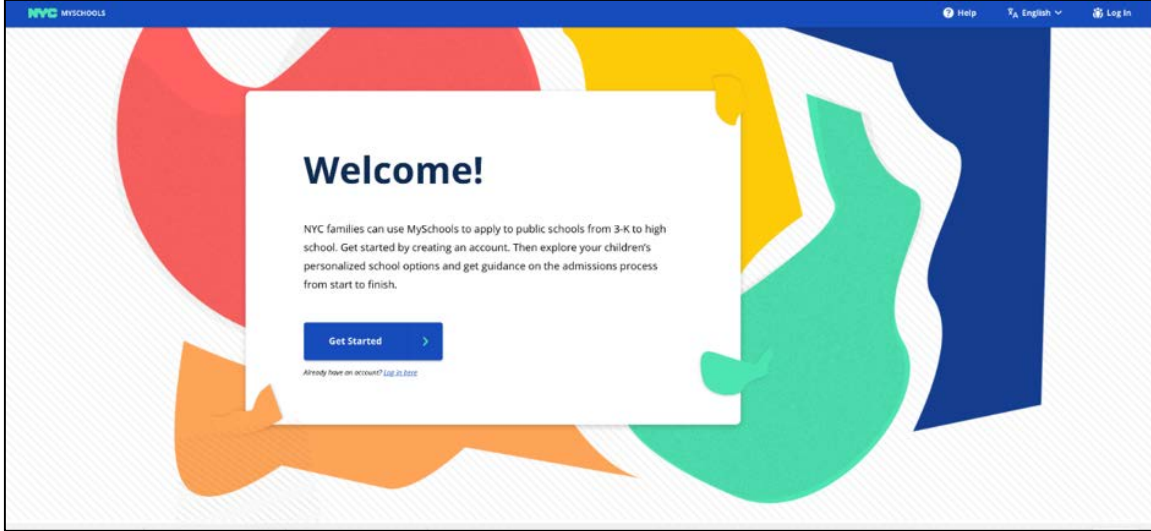 NYC MYSCHOOLS
Help
English
Log In
Welcome!
NYC families can use MySchools to apply to public schools from 3-K to high
school. Get started by creating an account. Then explore your children's
personalized school options and get guidance on the admissions process
from start to finish.
Get Started
Already have an account? Log in here